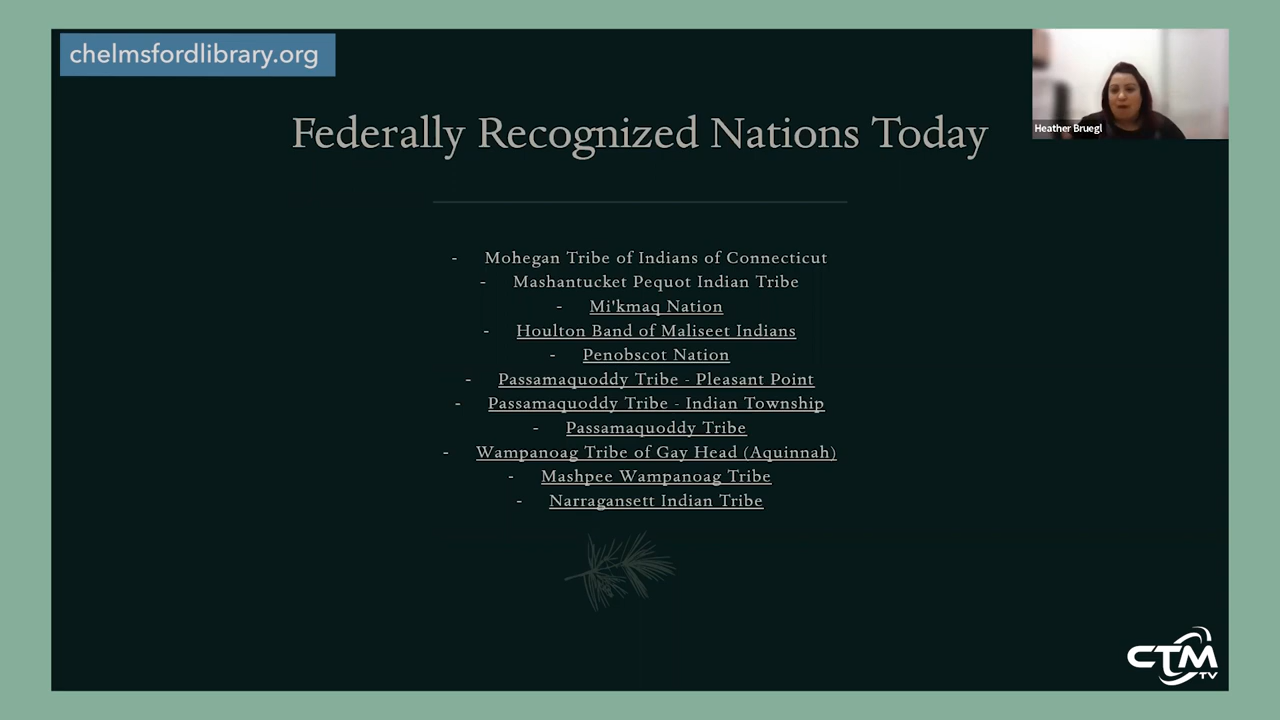 chelmsfordlibrary.org
Heather Bruegl
Federally Recognized Nations Today
- Mohegan Tribe of Indians of Connecticut
- Mashantucket Pequot Indian Tribe
- Mi'kmaq Nation
- Houlton Band of Maliseet Indians
- Penobscot Nation
- Passamaquoddy Tribe - Pleasant Point
- Passamaquoddy Tribe - Indian Township
- Passamaquoddy Tribe
- Wampanoag Tribe of Gay Head (Aquinnah)
- Mashpee Wampanoag Tribe
- Narragansett Indian Tribe
CTM
TV